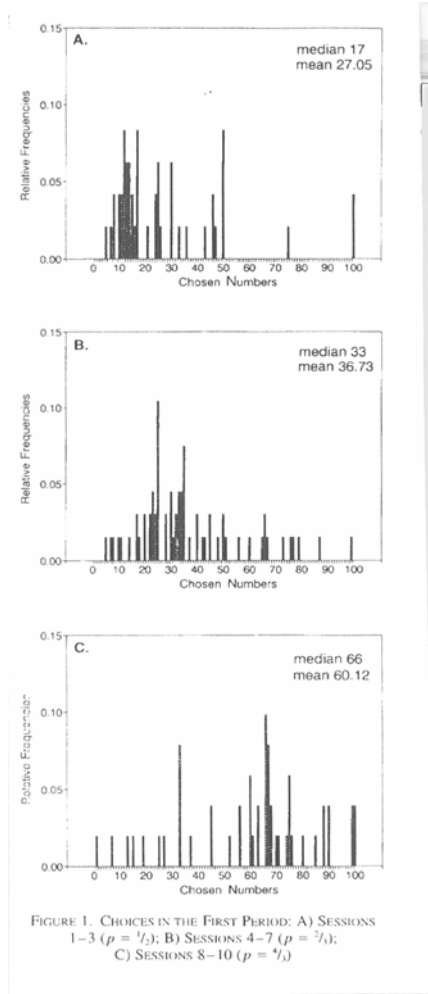 A.
median 17
mean 27.05
0.15
0.10
0.05
0.00
Relative Frequencies
0 10 20 30 40 50 60 70 80 90 100
Chosen Numbers
B.
median 33
mean 36.73
0.15
0.10
0.05
0.00
Relative Frequencies
0 10 20 30 40 50 60 70 80 90 100
Chosen Numbers
C.
median 66
mean 60.12
0.15
0.10
0.05
0.00
Relative Frequencies
0 10 20 30 40 50 60 70 80 90 100
Chosen Numbers
FIGURE 1. CHOICES IN THE FIRST PERIOD: A) SESSIONS
1–3 (p = 1/2); B) SESSIONS 4–7 (p = 2/3);
C) SESSIONS 8–10 (p = 4/3)